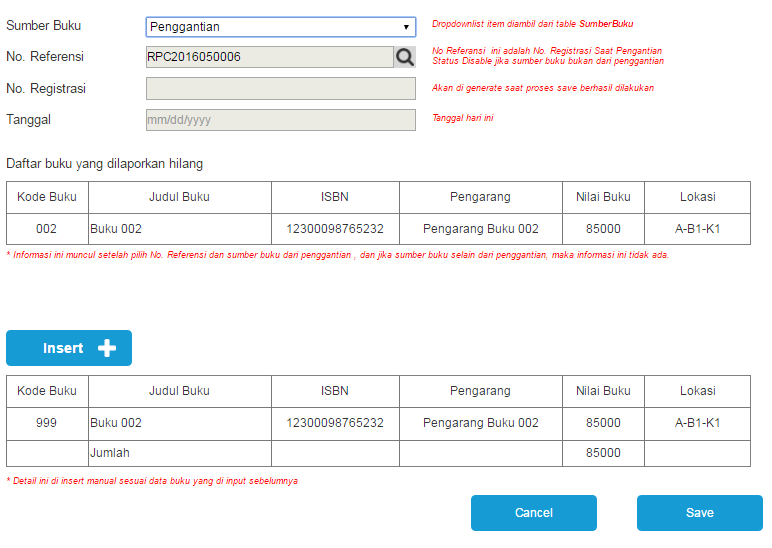 Sumber Buku Penggantian Dropdownlist item diambil dari table SumberBuku
No. Referensi RPC2016050006 No Referansi ini adalah No. Registrasi Saat Pengantian
Status Disable jika sumber buku bukan dari penggantian
No. Registrasi Akan di generate saat proses save berhasil dilakukan
Tanggal mm/dd/yyyy Tanggal hari ini
Daftar buku yang dilaporkan hilang
Kode Buku Judul Buku ISBN Pengarang Nilai Buku Lokasi
002 Buku 002 12300098765232 Pengarang Buku 002 85000 A-B1-K1
* Informasi ini muncul setelah pilih No. Referensi dan sumber buku dari penggantian , dan jika sumber buku selain dari penggantian, maka informasi ini tidak ada.
Insert
Kode Buku Judul Buku ISBN Pengarang Nilai Buku Lokasi
999 Buku 002 12300098765232 Pengarang Buku 002 85000 A-B1-K1
Jumlah 85000
* Detail ini di insert manual sesuai data buku yang di input sebelumnya
Cancel Save